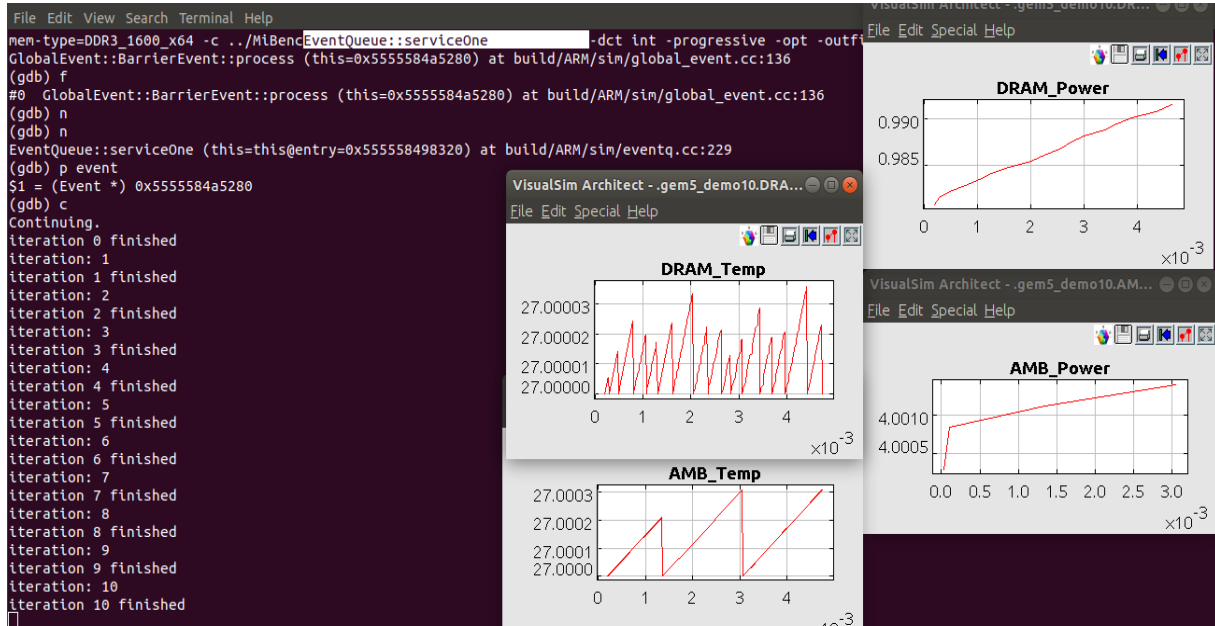 File Edit View Search Terminal Help
mem-type=DDR3_1600_x64 -c ../MiBencEventQueue::serviceOne -dct int -progressive -opt -outfi
GlobalEvent::BarrierEvent::process (this=0x5555584a5280) at build/ARM/sim/global_event.cc:136
(gdb) f
#0 GlobalEvent::BarrierEvent::process (this=0x5555584a5280) at build/ARM/sim/global_event.cc:136
(gdb) n
(gdb) n
EventQueue::serviceOne (this=this@entry=0x555558498320) at build/ARM/sim/eventq.cc:229
(gdb) p event
$1 = (Event *) 0x5555584a5280
(gdb) c
Continuing.
iteration 0 finished
iteration: 1
iteration 1 finished
iteration: 2
iteration 2 finished
iteration: 3
iteration 3 finished
iteration: 4
iteration 4 finished
iteration: 5
iteration 5 finished
iteration: 6
iteration 6 finished
iteration: 7
iteration 7 finished
iteration: 8
iteration 8 finished
iteration: 9
iteration 9 finished
iteration: 10
iteration 10 finished
VisualSim Architect - .gem5_demo10.DRA...
File Edit Special Help
DRAM_Temp
27.00003
27.00002
27.00001
27.00000
0 1 2 3 4
×10-3
AMB_Temp
27.0003
27.0002
27.0001
27.0000
0 1 2 3 4
VisualSim Architect - .gem5_demo10.DR...
File Edit Special Help
DRAM_Power
0.990
0.985
0 1 2 3 4
×10-3
VisualSim Architect - .gem5_demo10.AM...
File Edit Special Help
AMB_Power
4.0010
4.0005
0.0 0.5 1.0 1.5 2.0 2.5 3.0
×10-3